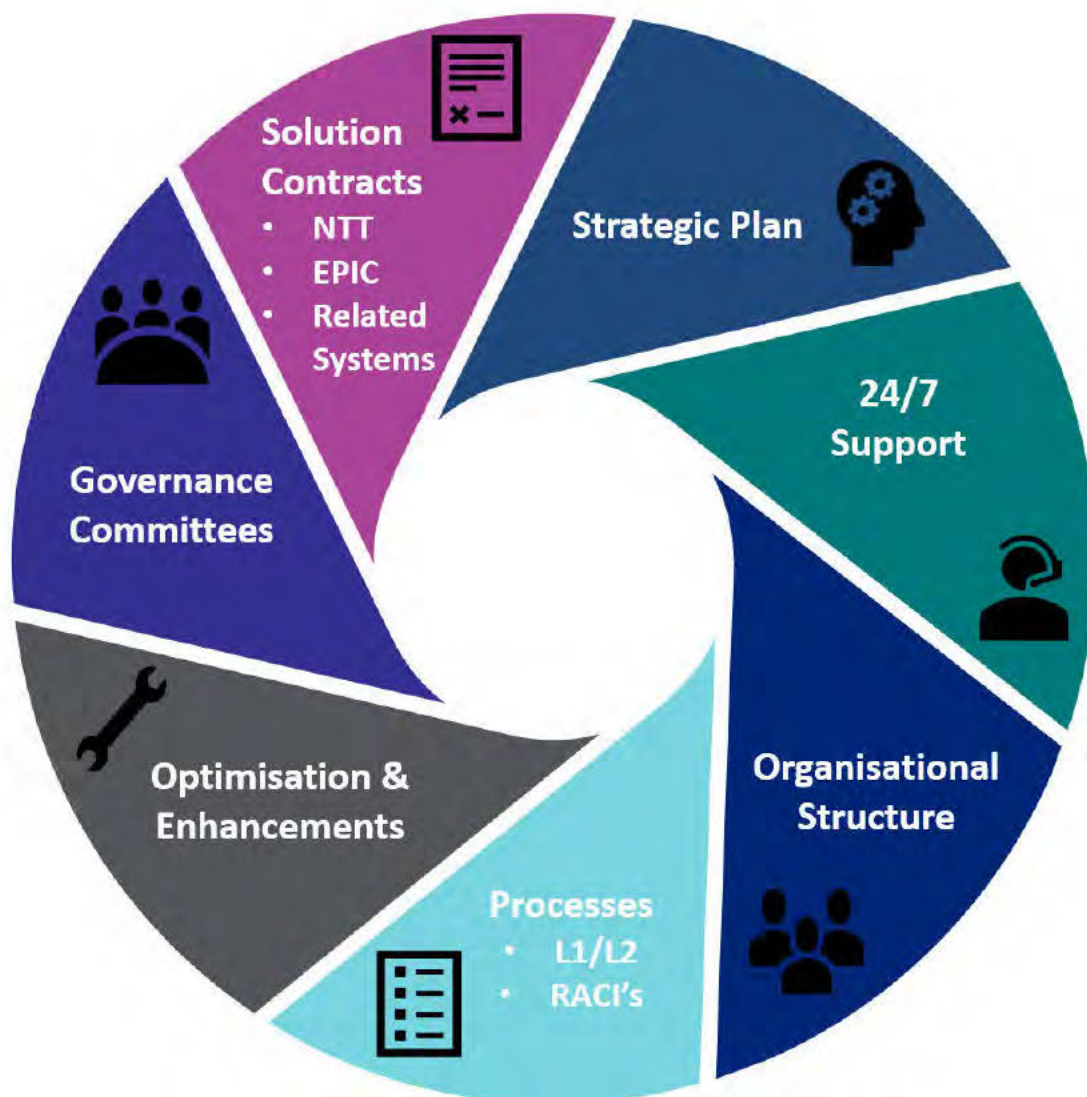 Solution
Contracts
• NTT
• EPIC
• Related
Systems
Strategic Plan
24/7
Support
Organisational
Structure
Processes
• L1/L2
• RACI's
Optimisation &
Enhancements
Governance
Committees